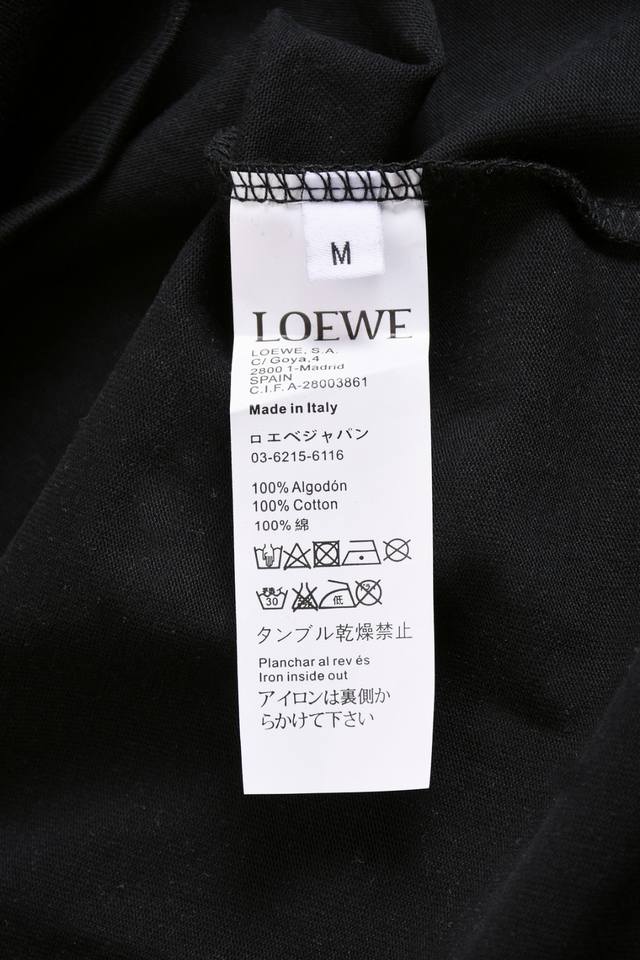 M
LOEWE
LOEWE, S.A.
C/ Goya,4
2800 1-Madrid
SPAIN
C.I.F. A-28003861
Made in Italy
ロエベジャパン
03-6215-6116
100% Algodón
100% Cotton
100% 綿
30 低
タンブル乾燥禁止
Planchar al rev és
Iron inside out
アイロンは裏側か
らかけて下さい